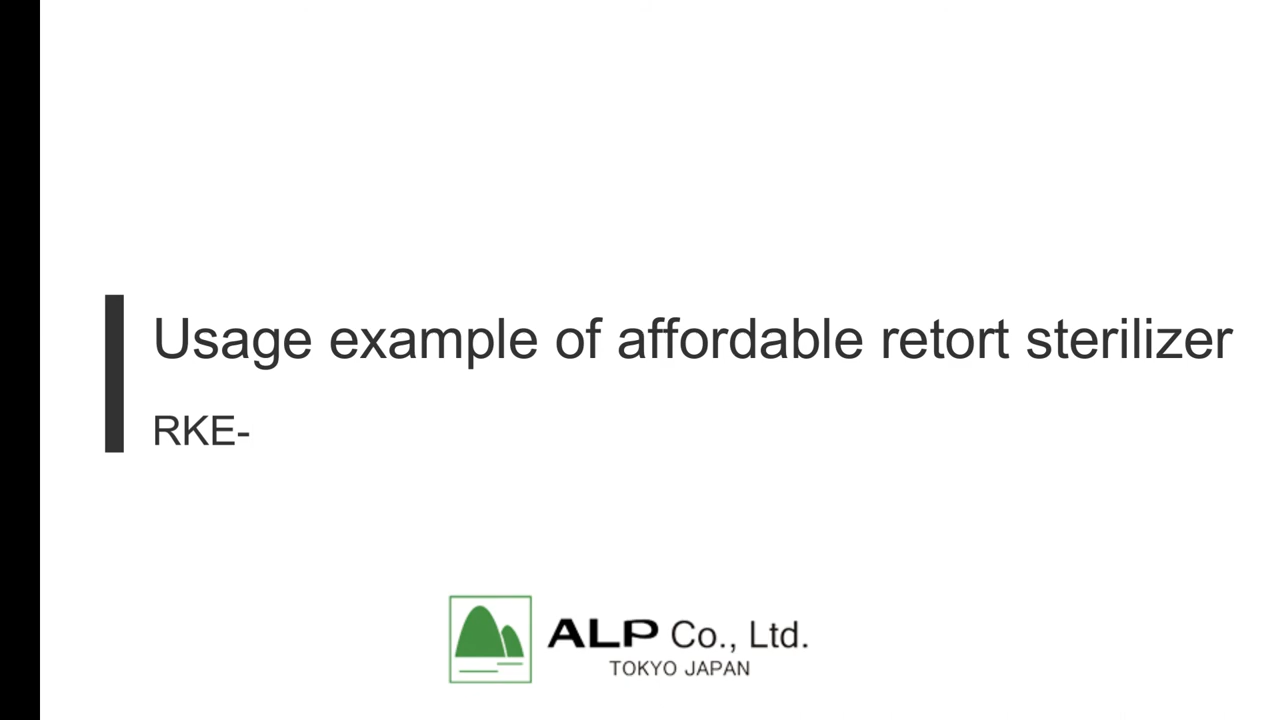 Usage example of affordable retort sterilizer
RKE-
ALP Co., Ltd.
TOKYO JAPAN